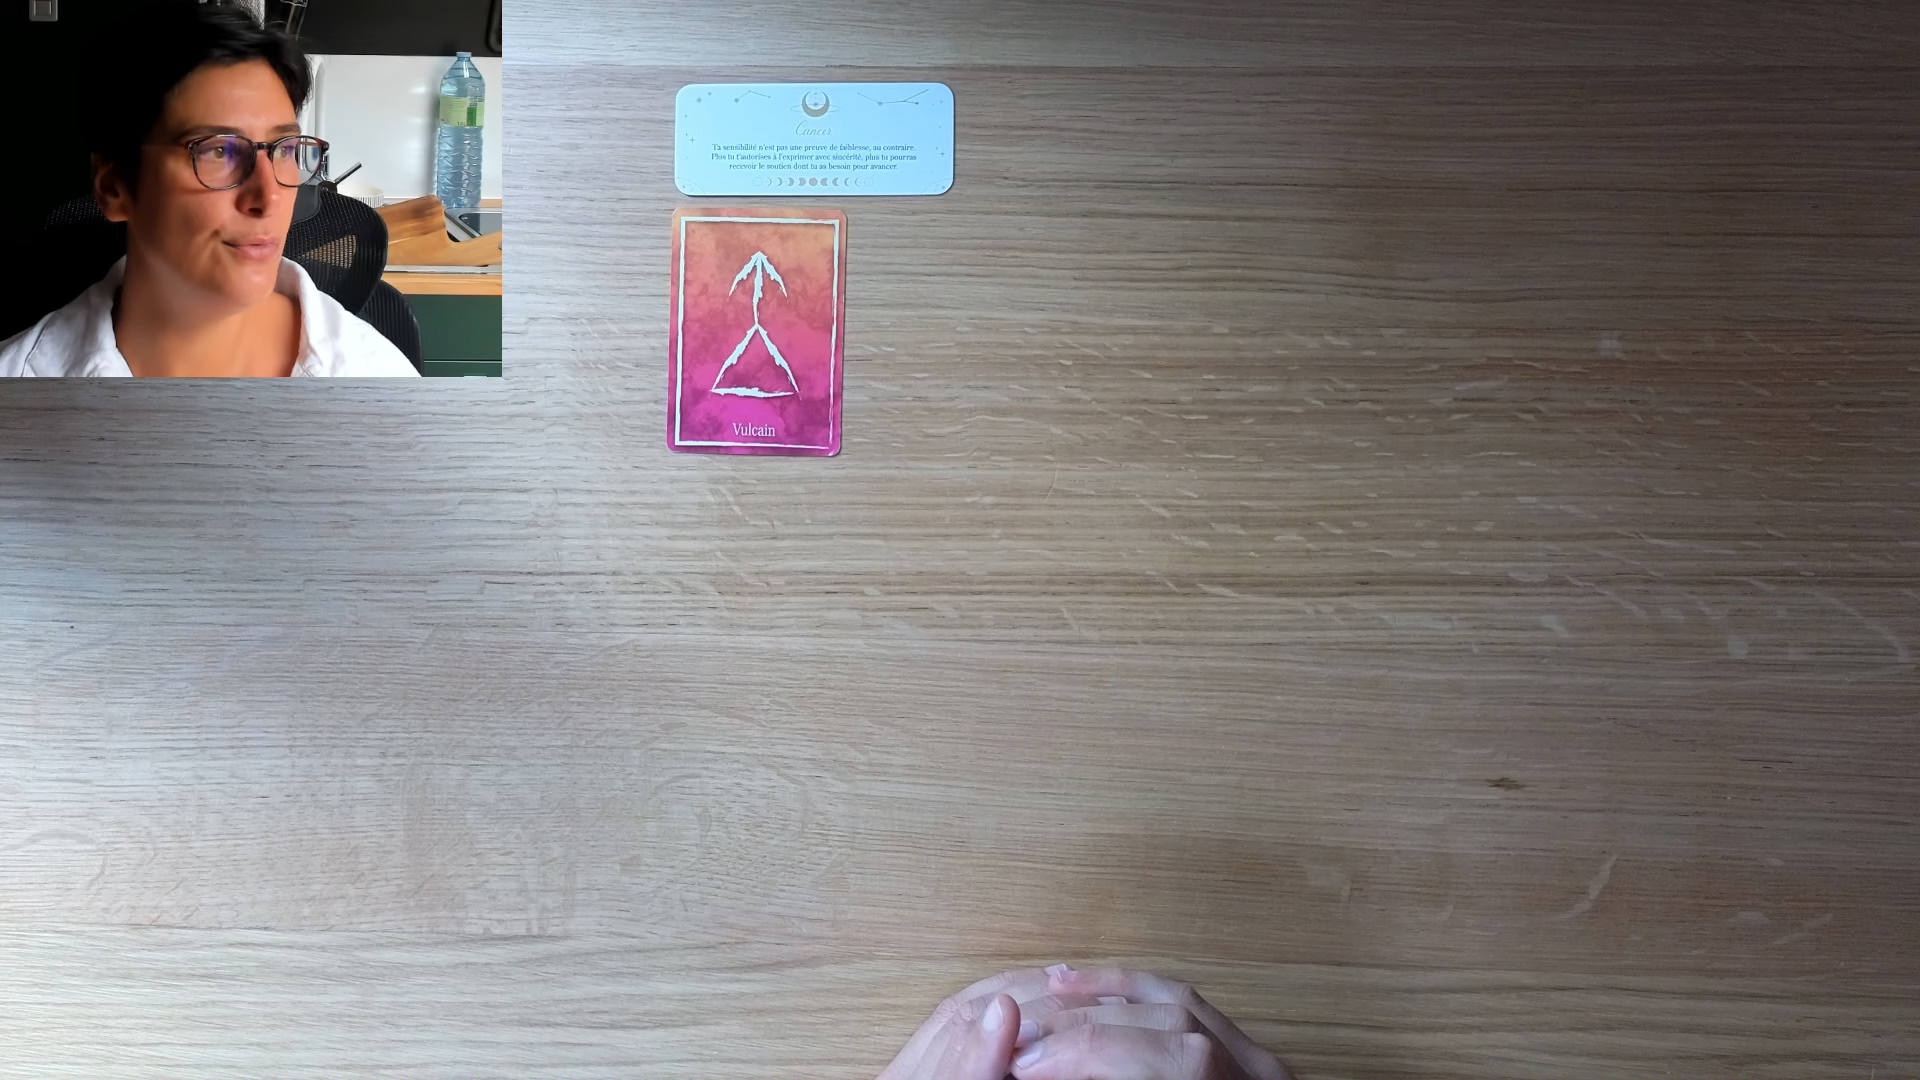 Cancer
Ta sensibilité n'est pas une preuve de faiblesse, au contraire.
Plus tu t'autorises à l'exprimer avec sincérité, plus tu pourras
recevoir le soutien dont tu as besoin pour avancer.
Vulcain